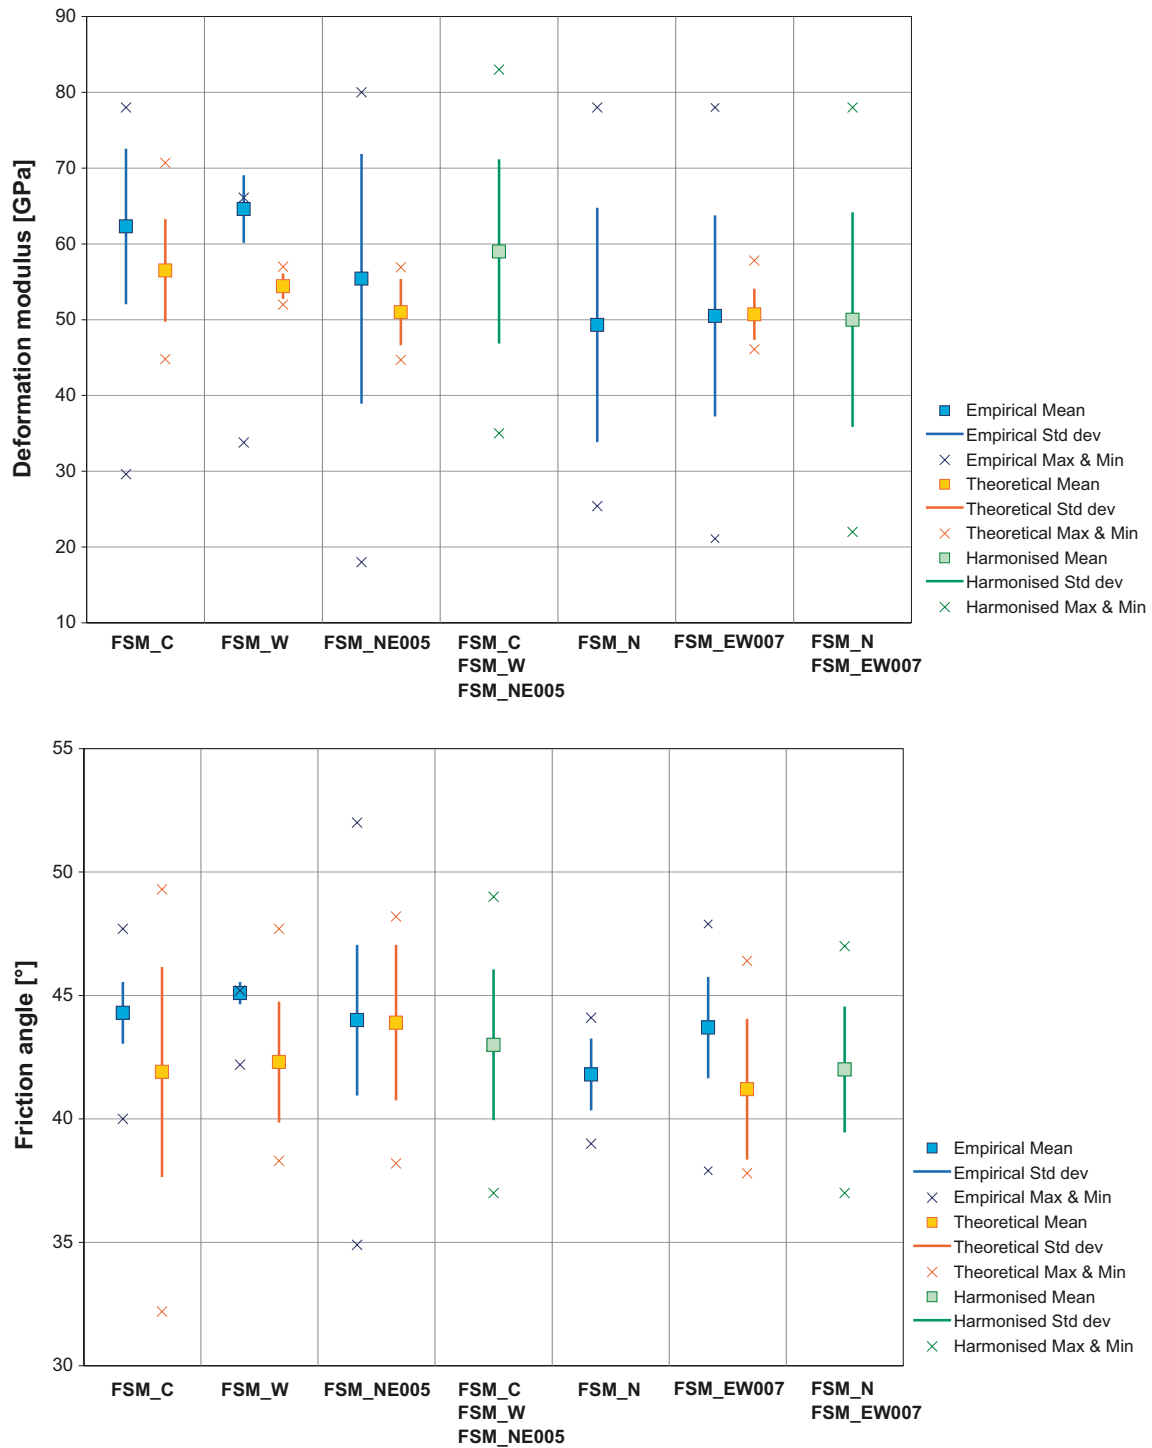 90
80
70
60
50
40
30
20
10
Deformation modulus [GPa]
FSM_C
FSM_W
FSM_NE005
FSM_C
FSM_W
FSM_NE005
FSM_N
FSM_EW007
FSM_N
FSM_EW007
Empirical Mean
Empirical Std dev
Empirical Max & Min
Theoretical Mean
Theoretical Std dev
Theoretical Max & Min
Harmonised Mean
Harmonised Std dev
Harmonised Max & Min
55
50
45
40
35
30
Friction angle [°]
FSM_C
FSM_W
FSM_NE005
FSM_C
FSM_W
FSM_NE005
FSM_N
FSM_EW007
FSM_N
FSM_EW007
Empirical Mean
Empirical Std dev
Empirical Max & Min
Theoretical Mean
Theoretical Std dev
Theoretical Max & Min
Harmonised Mean
Harmonised Std dev
Harmonised Max & Min